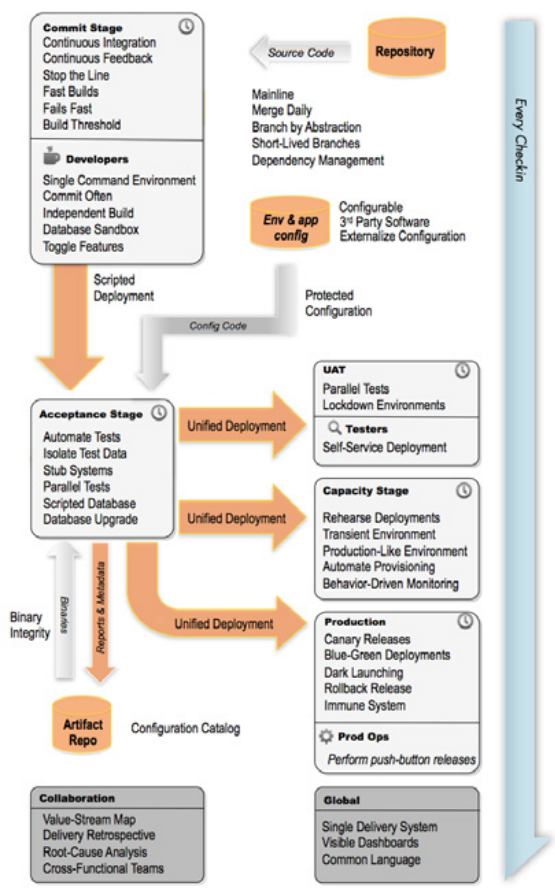 Commit Stage
Continuous Integration
Continuous Feedback
Stop the Line
Fast Builds
Fails Fast
Build Threshold
Developers
Single Command Environment
Commit Often
Independent Build
Database Sandbox
Toggle Features
Source Code
Repository
Mainline
Merge Daily
Branch by Abstraction
Short-Lived Branches
Dependency Management
Every Checkin
Env & app
config
Configurable
3rd Party Software
Externalize Configuration
Scripted
Deployment
Config Code
Protected
Configuration
Acceptance Stage
Automate Tests
Isolate Test Data
Stub Systems
Parallel Tests
Scripted Database
Database Upgrade
Unified Deployment
UAT
Parallel Tests
Lockdown Environments
Testers
Self-Service Deployment
Unified Deployment
Capacity Stage
Rehearse Deployments
Transient Environment
Production-Like Environment
Automate Provisioning
Behavior-Driven Monitoring
Unified Deployment
Production
Canary Releases
Blue-Green Deployments
Dark Launching
Rollback Release
Immune System
Prod Ops
Perform push-button releases
Binary
Integrity
Binaries
Reports & Metadata
Artifact
Repo
Configuration Catalog
Collaboration
Value-Stream Map
Delivery Retrospective
Root-Cause Analysis
Cross-Functional Teams
Global
Single Delivery System
Visible Dashboards
Common Language